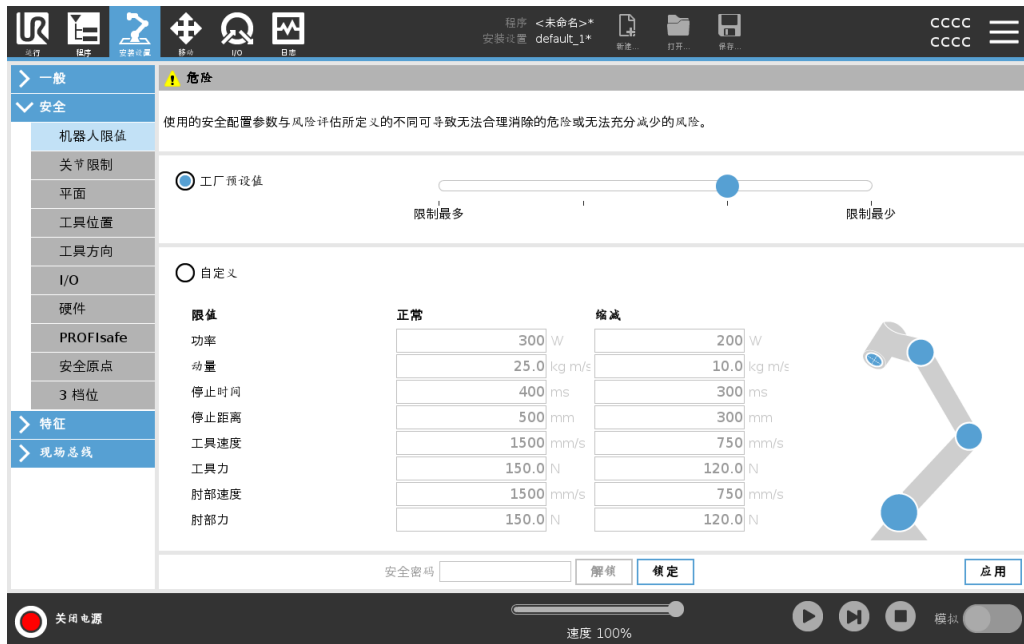 UR
运行
程序
安装设置
移动
I/O
日志
程序 <未命名>*
安装设置 default_1*
新建...
打开...
保存...
CCCC
CCCC
一般
安全
机器人限值
关节限制
平面
工具位置
工具方向
I/O
硬件
PROFIsafe
安全原点
3 档位
特征
现场总线
危险
使用的安全配置参数与风险评估所定义的不同可导致无法合理消除的危险或无法充分减少的风险。
工厂预设值
限制最多 限制最少
自定义
限值 正常 缩减
功率 300 W 200 W
动量 25.0 kg m/s 10.0 kg m/s
停止时间 400 ms 300 ms
停止距离 500 mm 300 mm
工具速度 1500 mm/s 750 mm/s
工具力 150.0 N 120.0 N
肘部速度 1500 mm/s 750 mm/s
肘部力 150.0 N 120.0 N
安全密码 解锁 锁定 应用
关闭电源
速度 100%
模拟